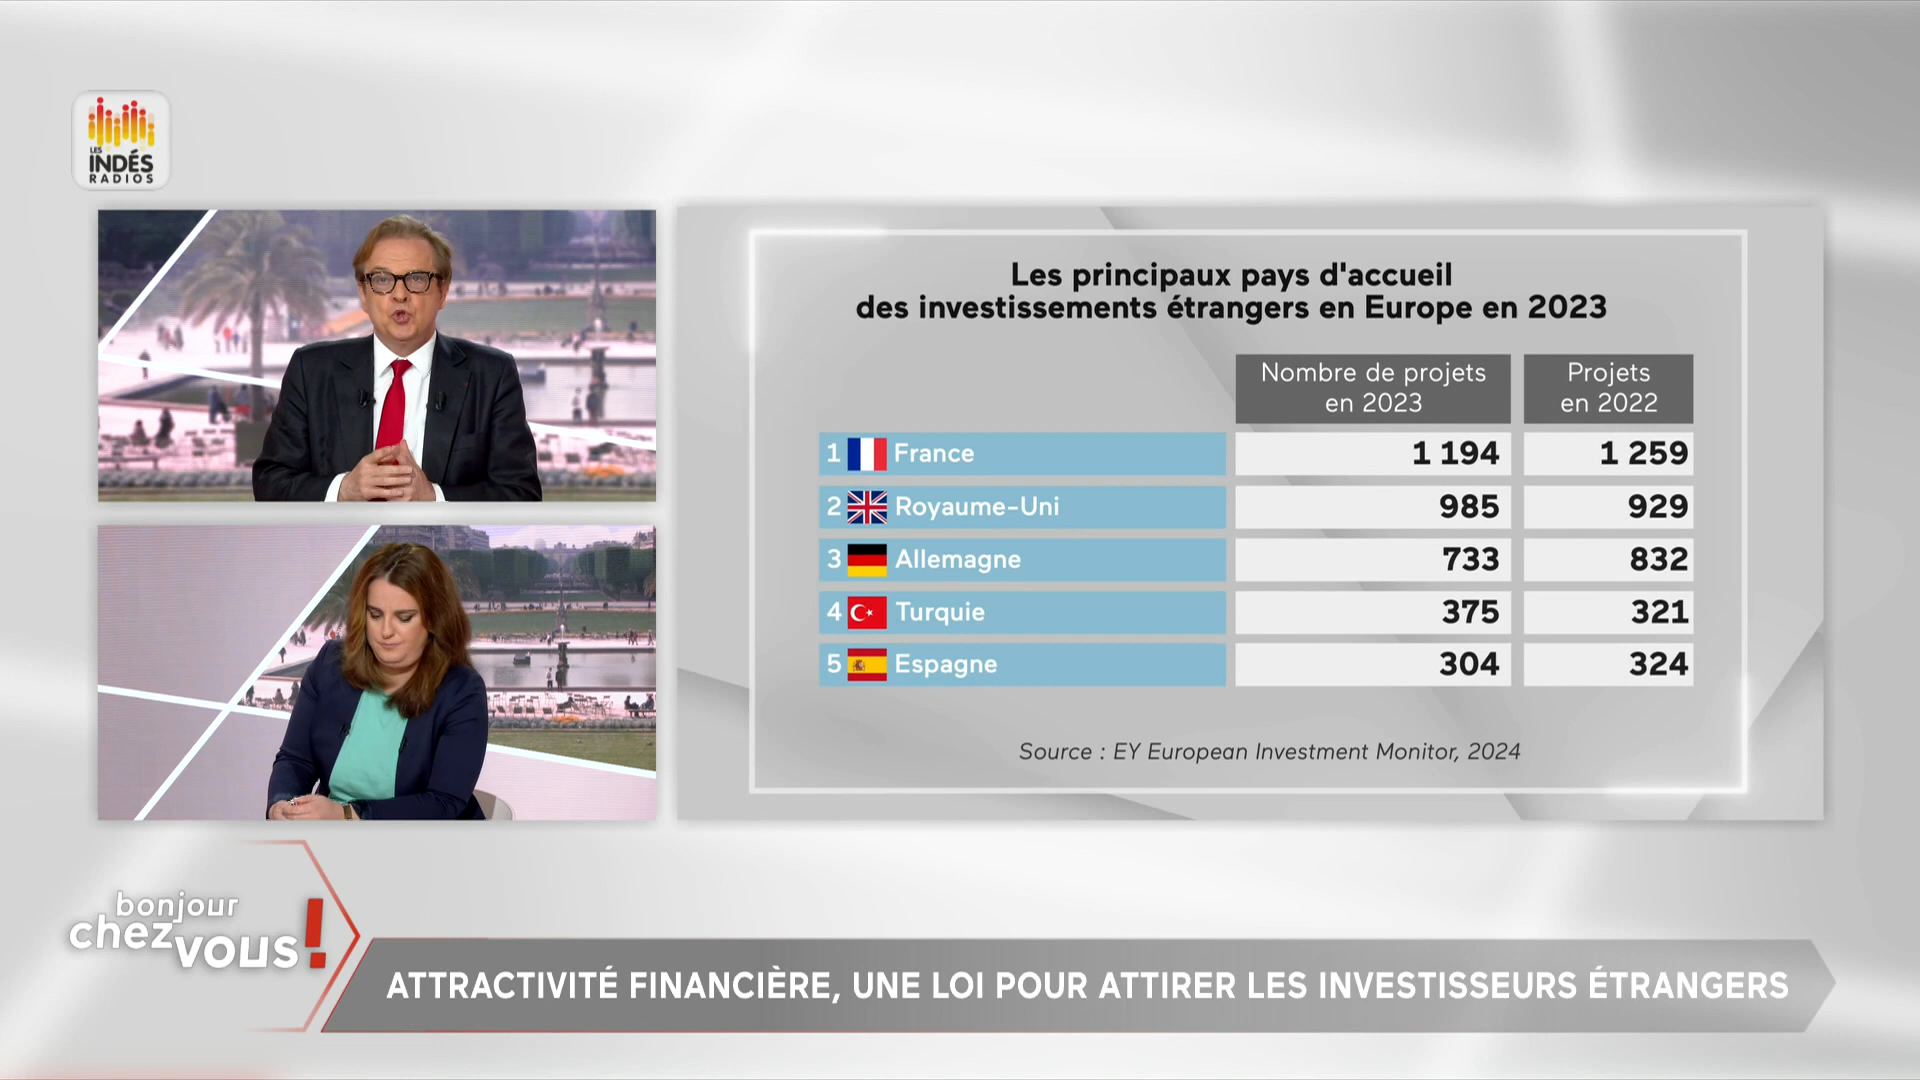 LES
INDÉS
RADIOS
Les principaux pays d'accueil
des investissements étrangers en Europe en 2023
Nombre de projets
en 2023
Projets
en 2022
1 France 1 194 1 259
2 Royaume-Uni 985 929
3 Allemagne 733 832
4 Turquie 375 321
5 Espagne 304 324
Source : EY European Investment Monitor, 2024
bonjour
chez
vous!
ATTRACTIVITÉ FINANCIÈRE, UNE LOI POUR ATTIRER LES INVESTISSEURS ÉTRANGERS